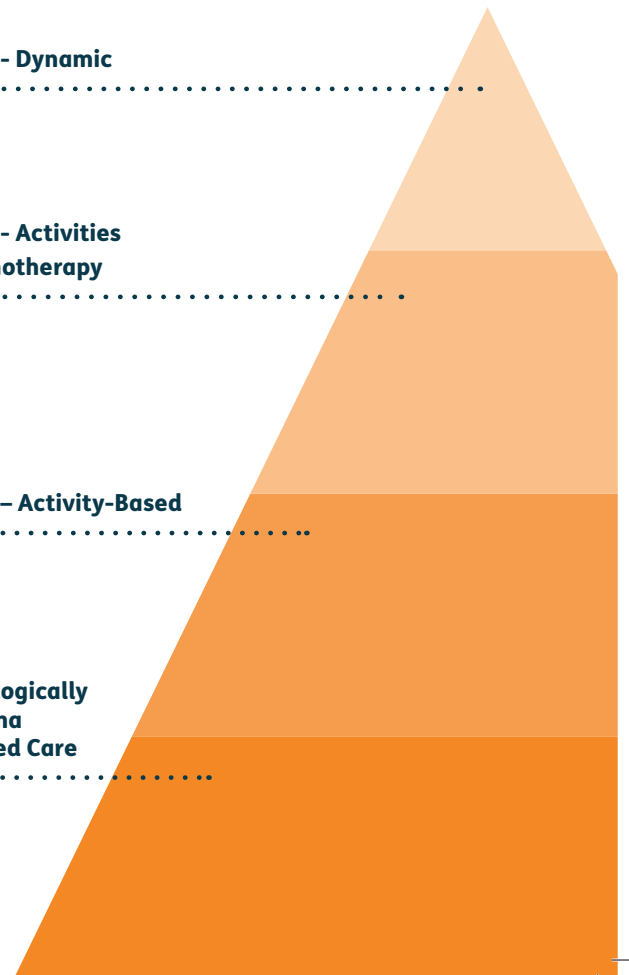 - Dynamic
- Activities
otherapy
– Activity-Based
ogically
na
ed Care